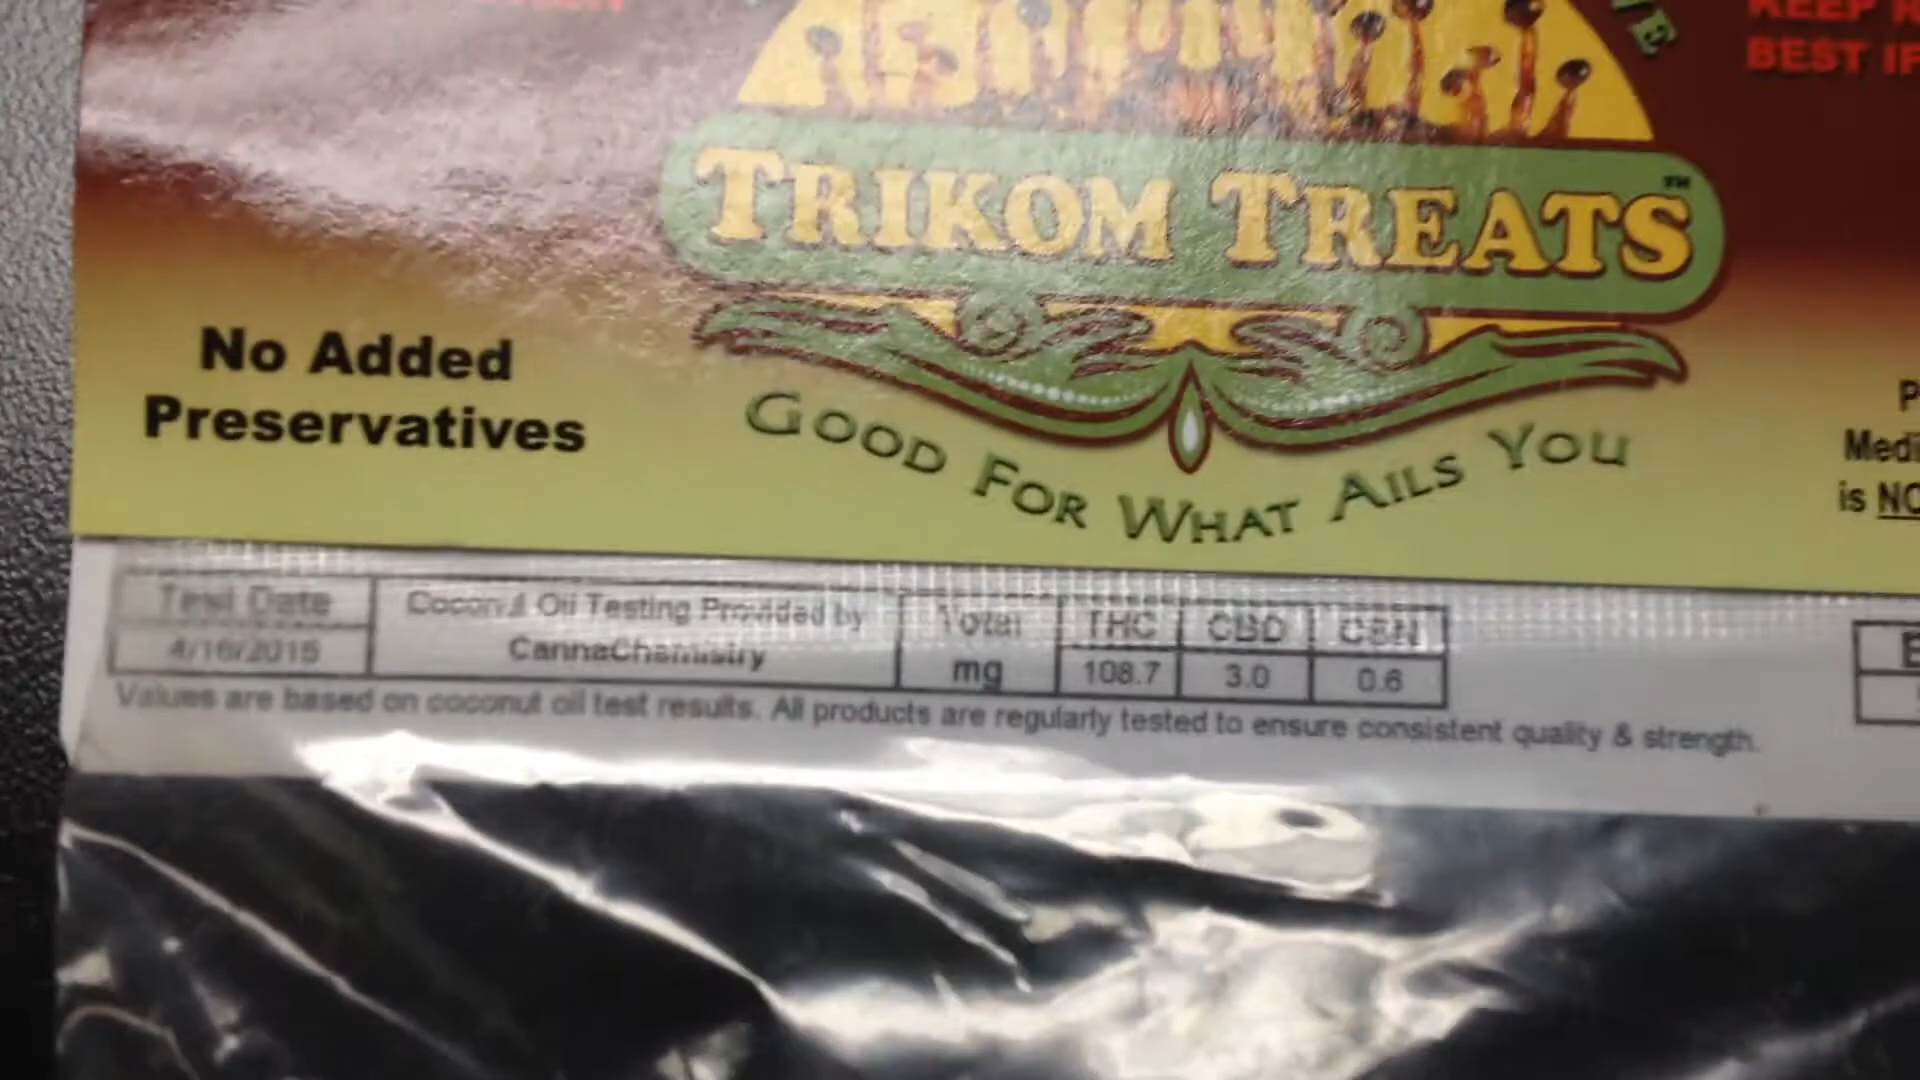 KEEP
BEST IF
TRIKOM TREATS™
No Added
Preservatives
GOOD FOR WHAT AILS YOU
Medi
is NO
Test Date
4/16/2015
Coconut Oil Testing Provided by
CannaChemistry
Total
mg
THC CBD CBN
108.7 3.0 0.6
Values are based on coconut oil test results. All products are regularly tested to ensure consistent quality & strength.